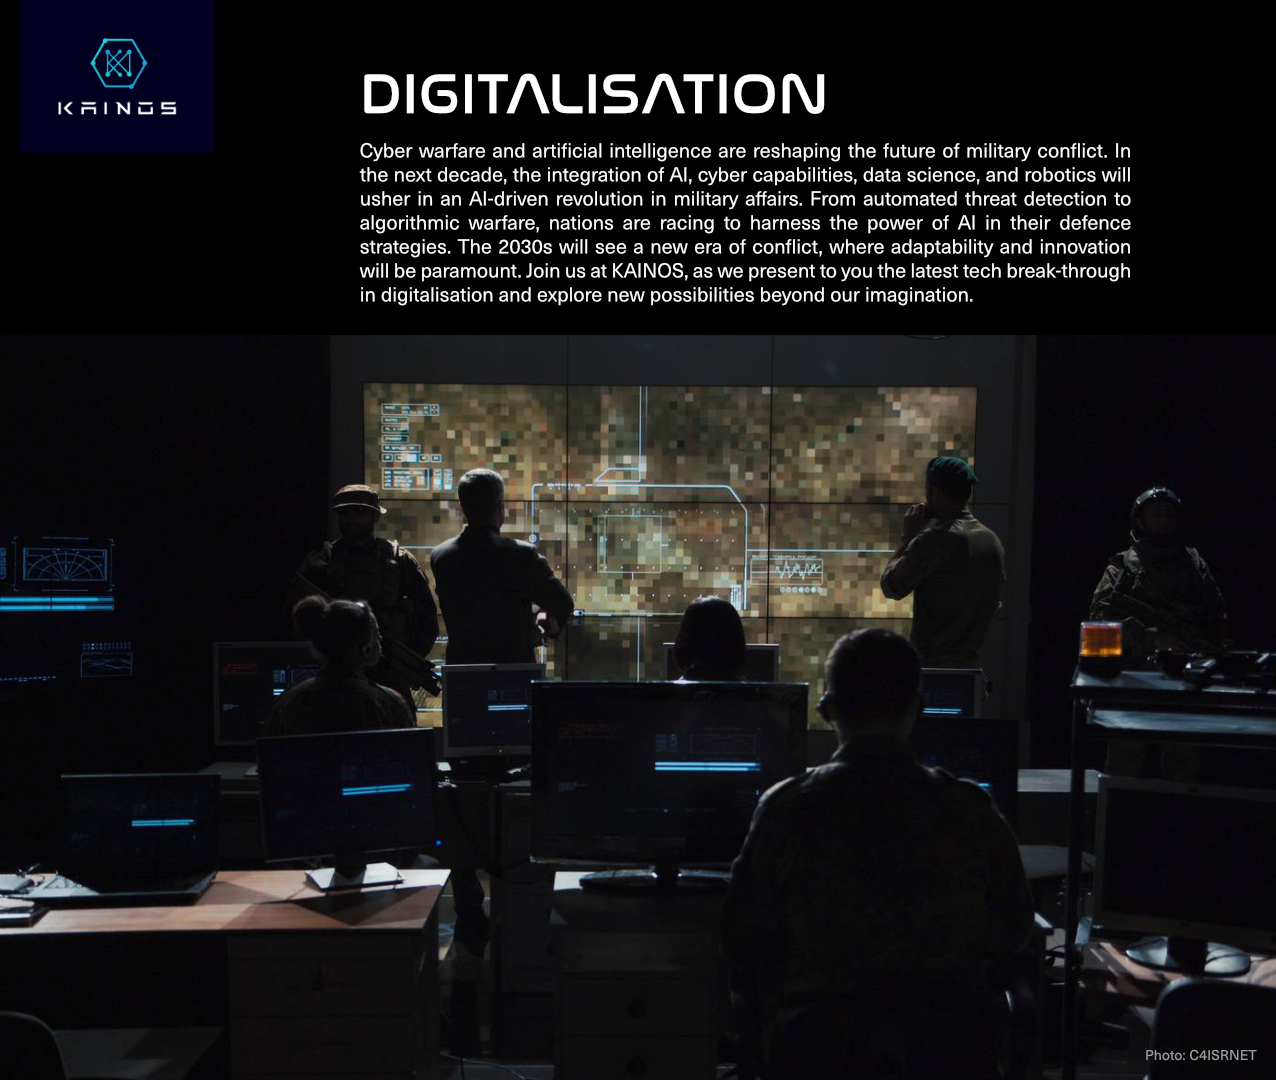 KAINOS
DIGITALISATION
Cyber warfare and artificial intelligence are reshaping the future of military conflict. In
the next decade, the integration of AI, cyber capabilities, data science, and robotics will
usher in an AI-driven revolution in military affairs. From automated threat detection to
algorithmic warfare, nations are racing to harness the power of AI in their defence
strategies. The 2030s will see a new era of conflict, where adaptability and innovation
will be paramount. Join us at KAINOS, as we present to you the latest tech break-through
in digitalisation and explore new possibilities beyond our imagination.
Photo: C4ISRNET